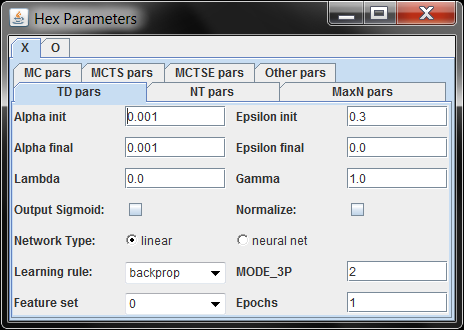 Hex Parameters
X O
MC pars MCTS pars MCTSE pars Other pars
TD pars NT pars MaxN pars
Alpha init 0.001 Epsilon init 0.3
Alpha final 0.001 Epsilon final 0.0
Lambda 0.0 Gamma 1.0
Output Sigmoid: Normalize:
Network Type: linear neural net
Learning rule: backprop MODE_3P 2
Feature set 0 Epochs 1